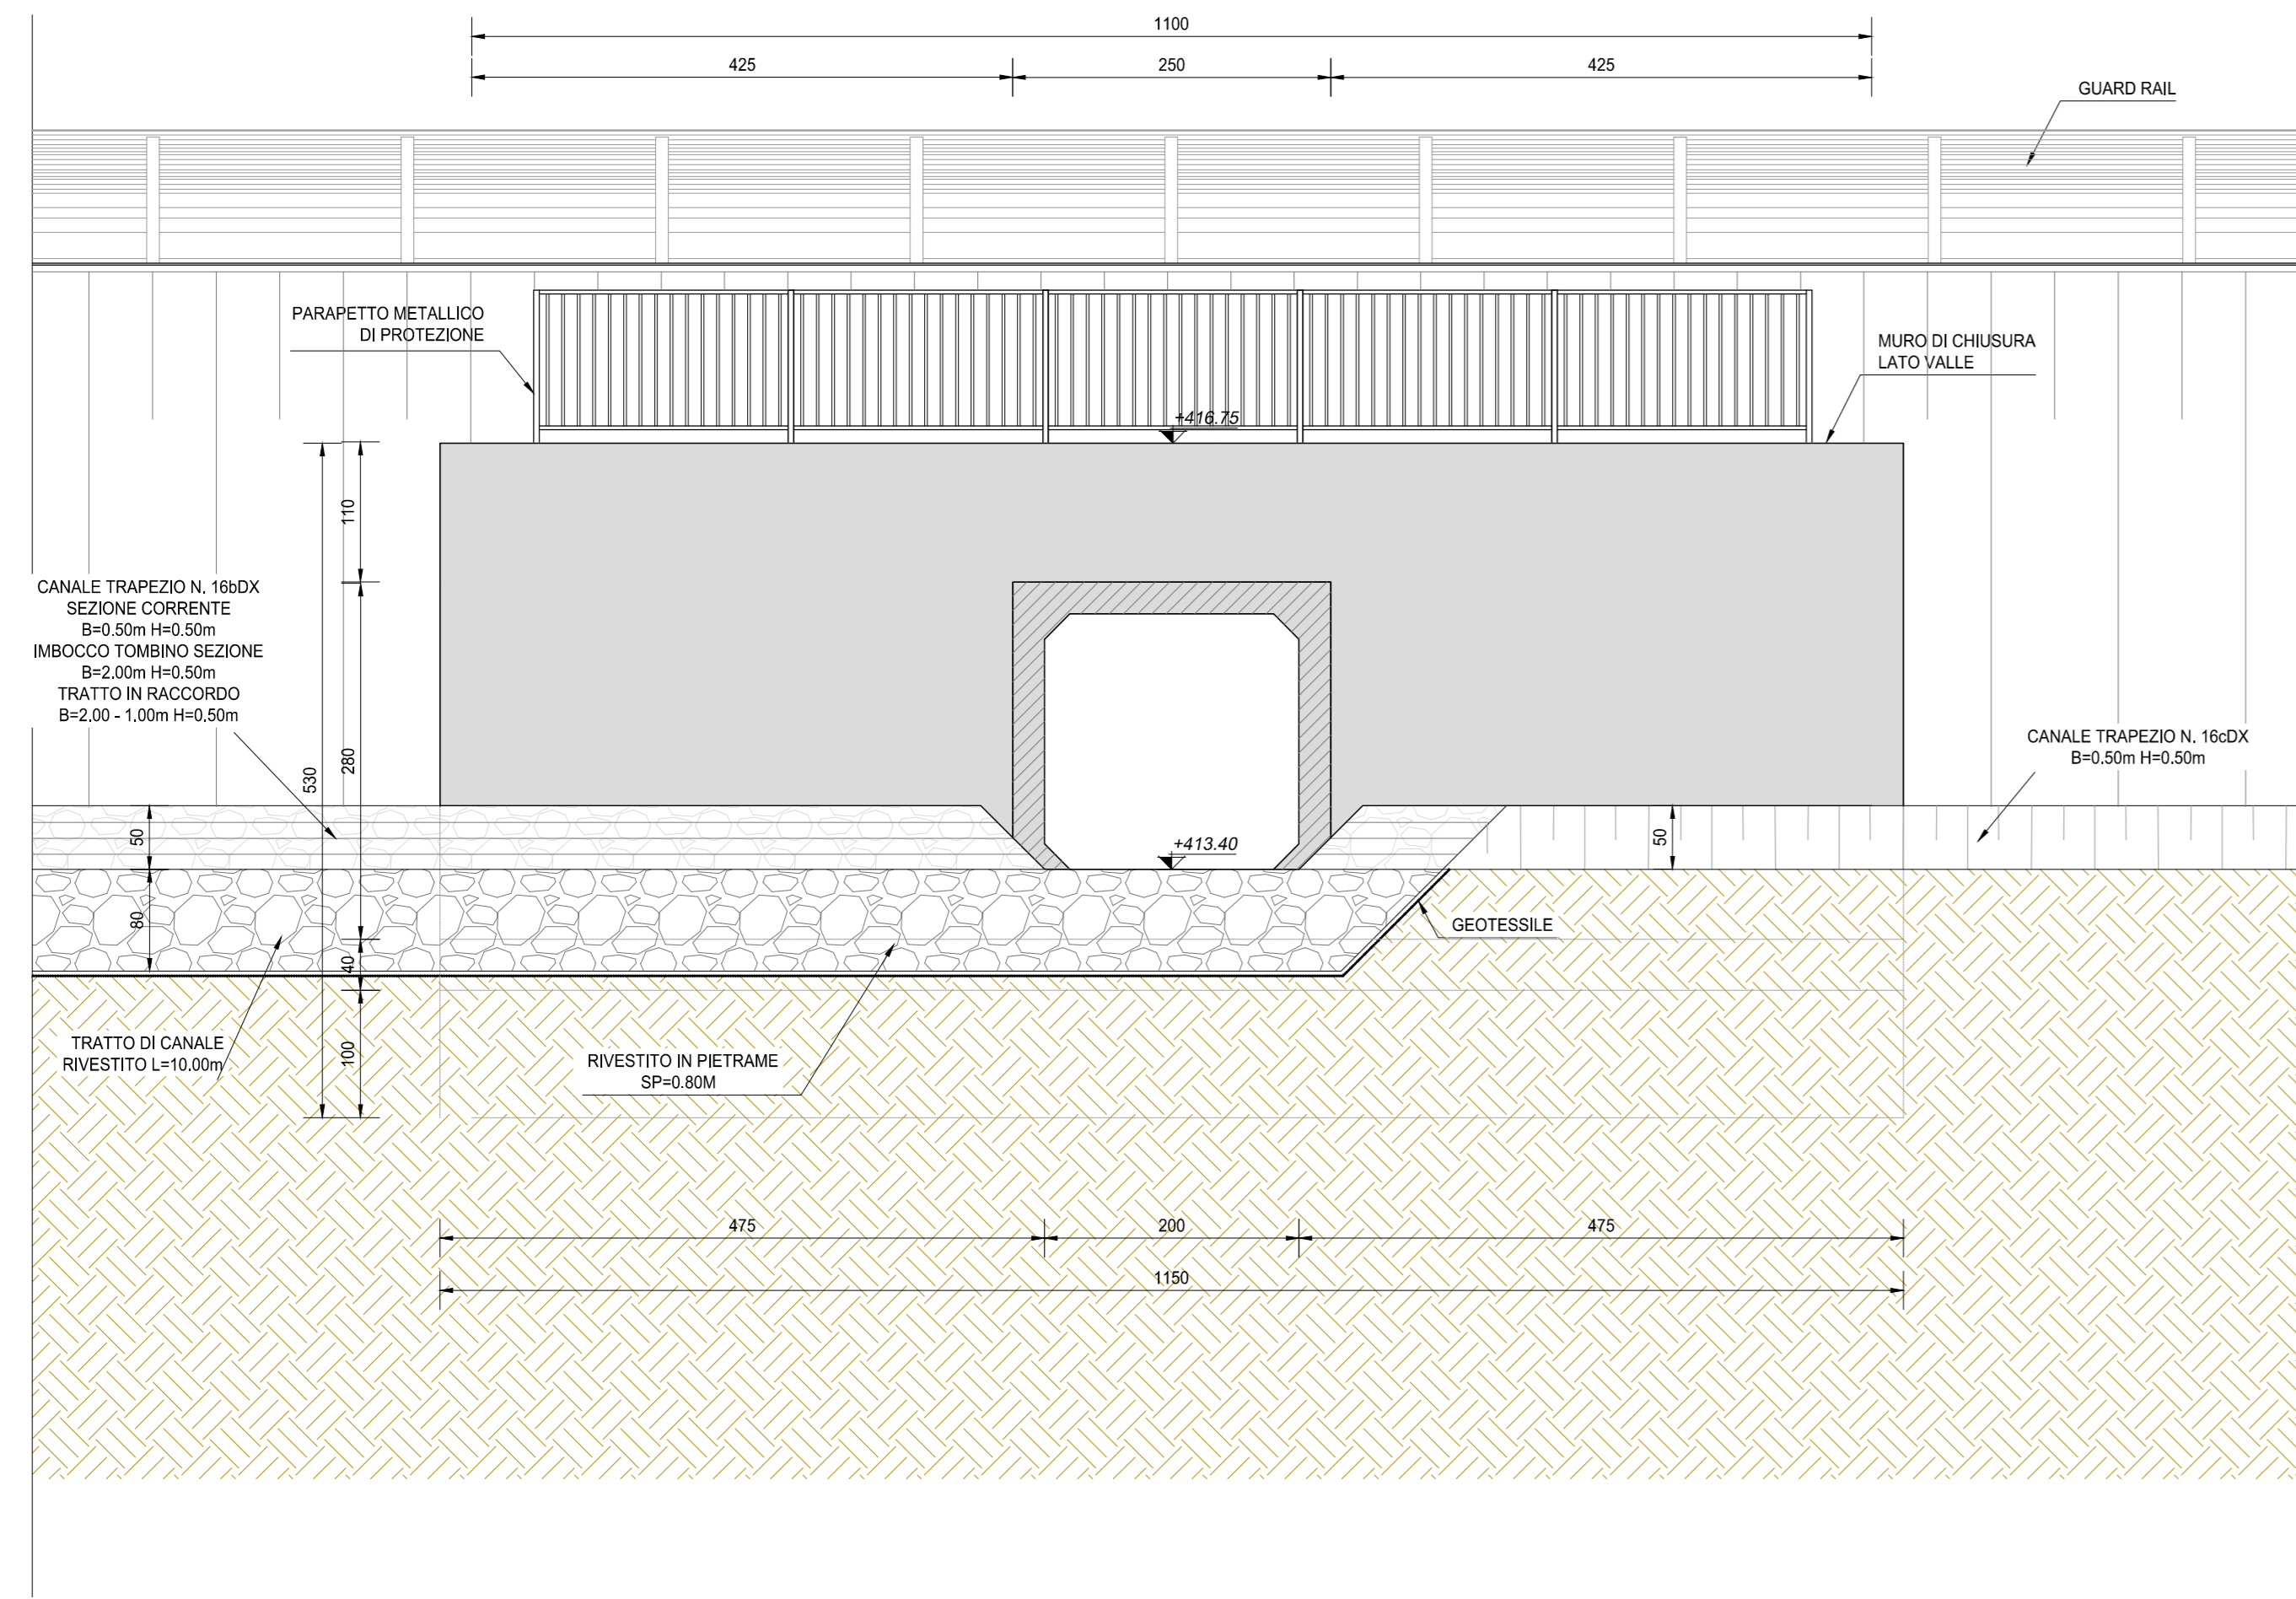 1100
425
250
425
GUARD RAIL
PARAPETTO METALLICO
DI PROTEZIONE
MURO DI CHIUSURA
LATO VALLE
+416.75
110
CANALE TRAPEZIO N. 16bDX
SEZIONE CORRENTE
B=0.50m H=0.50m
IMBOCCO TOMBINO SEZIONE
B=2.00m H=0.50m
TRATTO IN RACCORDO
B=2.00 - 1.00m H=0.50m
530
280
CANALE TRAPEZIO N. 16cDX
B=0.50m H=0.50m
50
50
+413.40
80
40
GEOTESSILE
TRATTO DI CANALE
RIVESTITO L=10.00m
100
RIVESTITO IN PIETRAME
SP=0.80M
475
200
475
1150